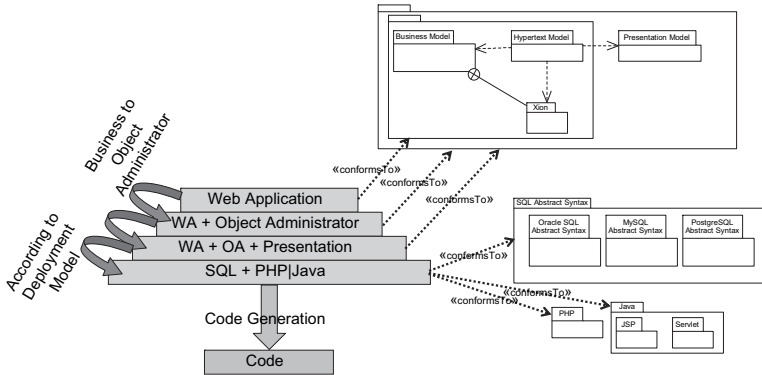 Business Model
Hypertext Model
Presentation Model
Xion
Business to
Object
Administrator
«conformsTo»
«conformsTo»
«conformsTo»
Web Application
WA + Object Administrator
WA + OA + Presentation
SQL + PHP|Java
According to
Deployment
Model
SQL Abstract Syntax
Oracle SQL
Abstract Syntax
MySQL
Abstract Syntax
PostgreSQL
Abstract Syntax
«conformsTo»
«conformsTo»
«conformsTo»
PHP
Java
JSP
Servlet
Code Generation
Code